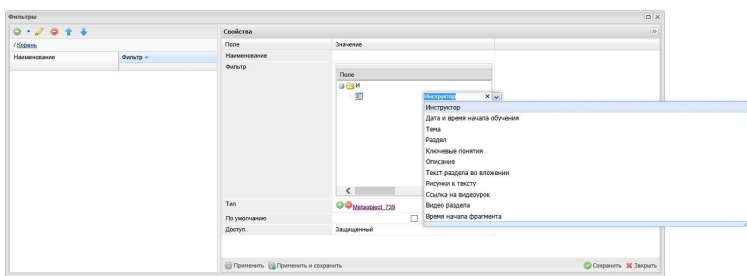 Фильтры
Свойства
/ Корень
Поле Значение
Наименование Фильтр
Наименование
Фильтр
Поле
И
Инструктор
Инструктор
Дата и время начала обучения
Тема
Раздел
Ключевые понятия
Описание
Текст раздела во вложении
Рисунки к тексту
Ссылка на видеоурок
Видео раздела
Время начала фрагмента
Тип Metaobject_739
По умолчанию
Доступ Защищенный
Применить Применить и сохранить Сохранить Закрыть